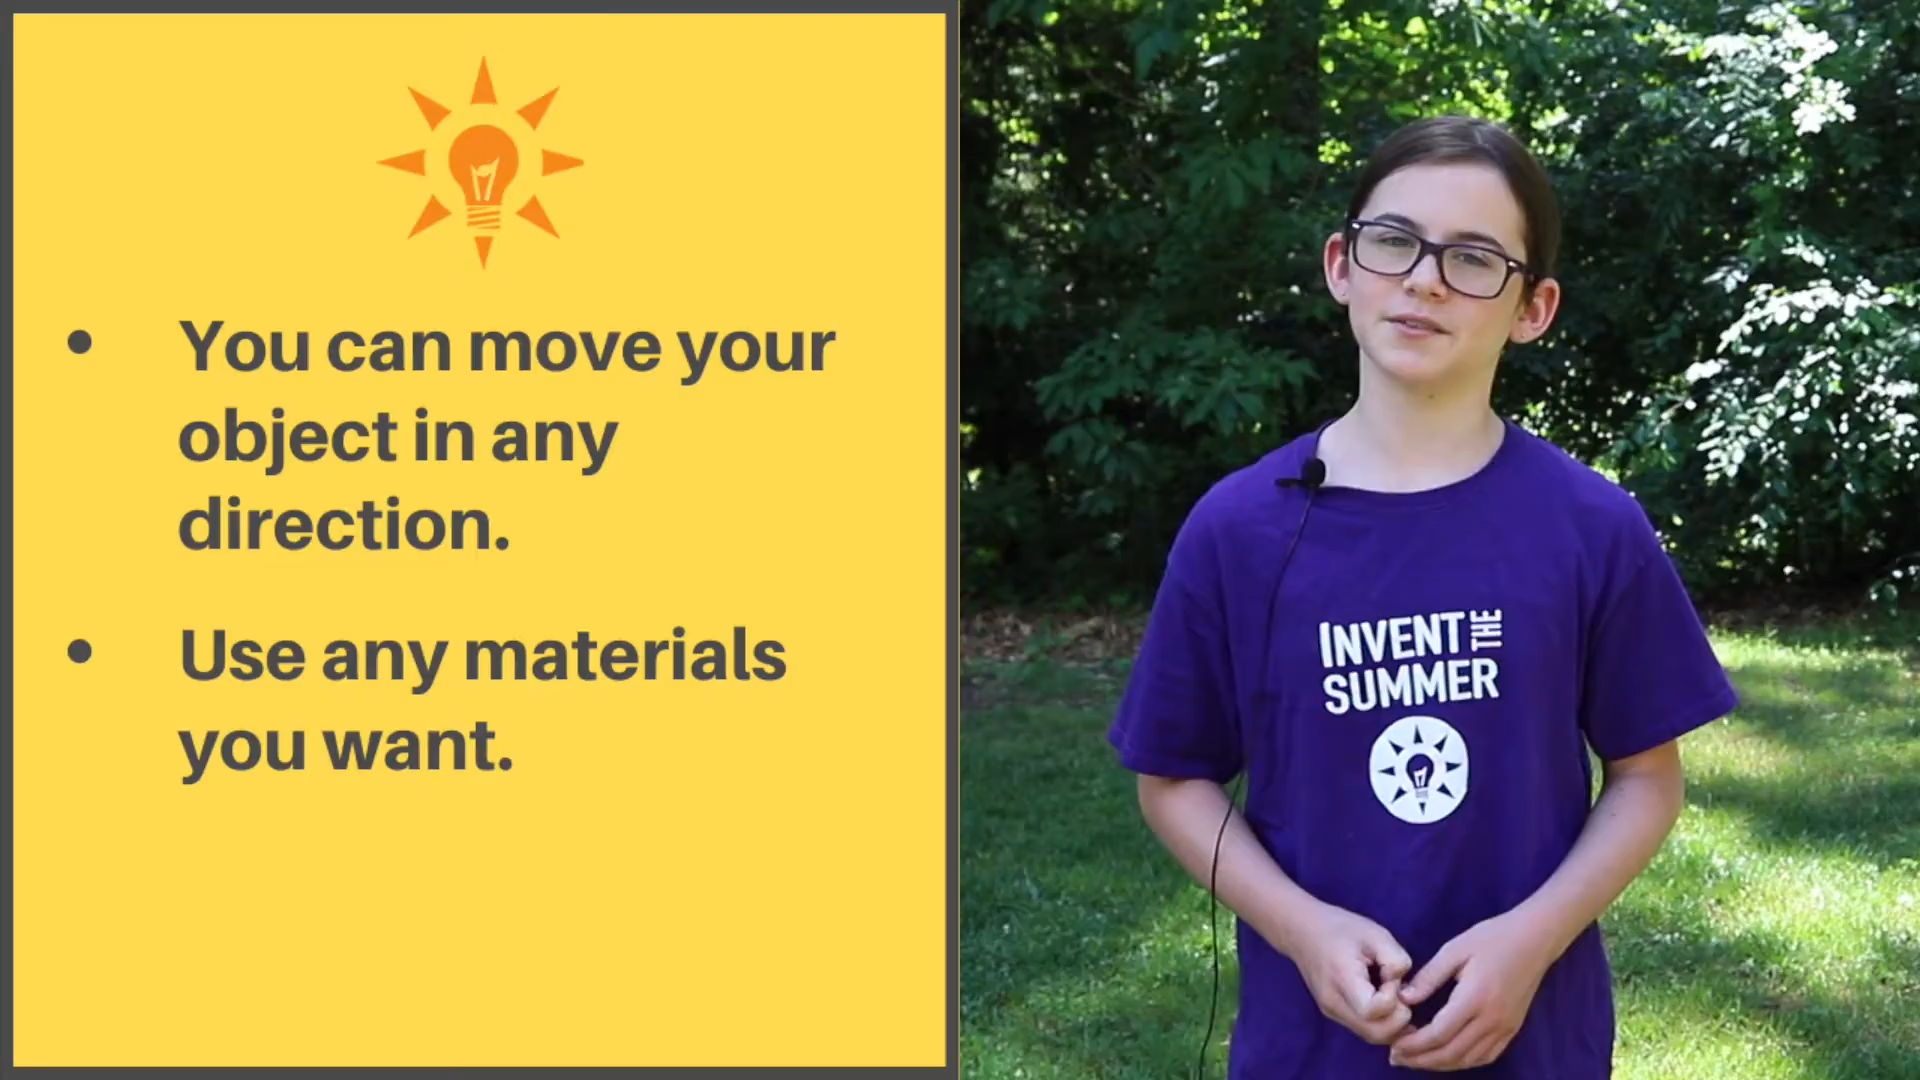 • You can move your
object in any
direction.
• Use any materials
you want.
INVENT THE
SUMMER